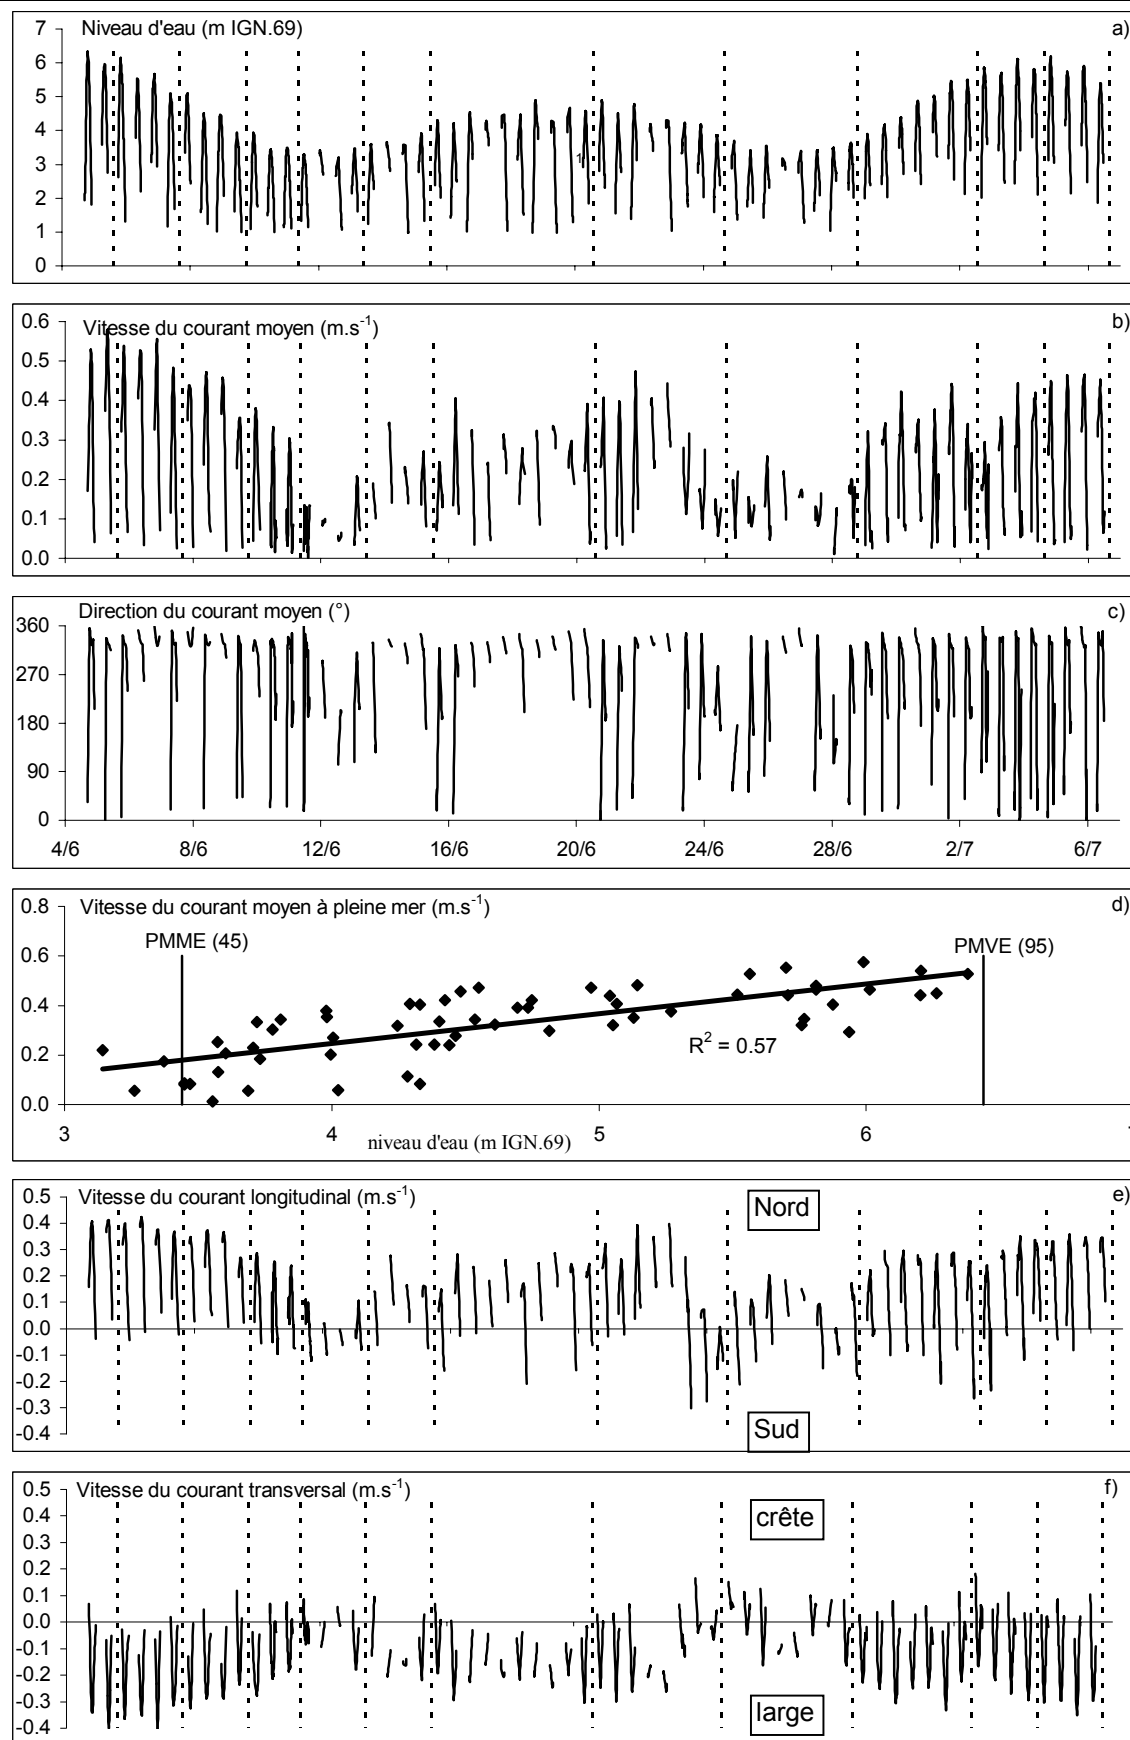 Niveau d'eau (m IGN.69)
a)
7
6
5
4
3
2
1
0
1
Vitesse du courant moyen (m.s-1)
b)
0.6
0.5
0.4
0.3
0.2
0.1
0.0
Direction du courant moyen (°)
c)
360
270
180
90
0
4/6 8/6 12/6 16/6 20/6 24/6 28/6 2/7 6/7
Vitesse du courant moyen à pleine mer (m.s-1)
d)
0.8
0.6
0.4
0.2
0.0
PMME (45)
PMVE (95)
R2 = 0.57
3 4 5 6
niveau d'eau (m IGN.69)
Vitesse du courant longitudinal (m.s-1)
e)
0.5
0.4
0.3
0.2
0.1
0.0
-0.1
-0.2
-0.3
-0.4
Nord
Sud
Vitesse du courant transversal (m.s-1)
f)
0.5
0.4
0.3
0.2
0.1
0.0
-0.1
-0.2
-0.3
-0.4
crête
large